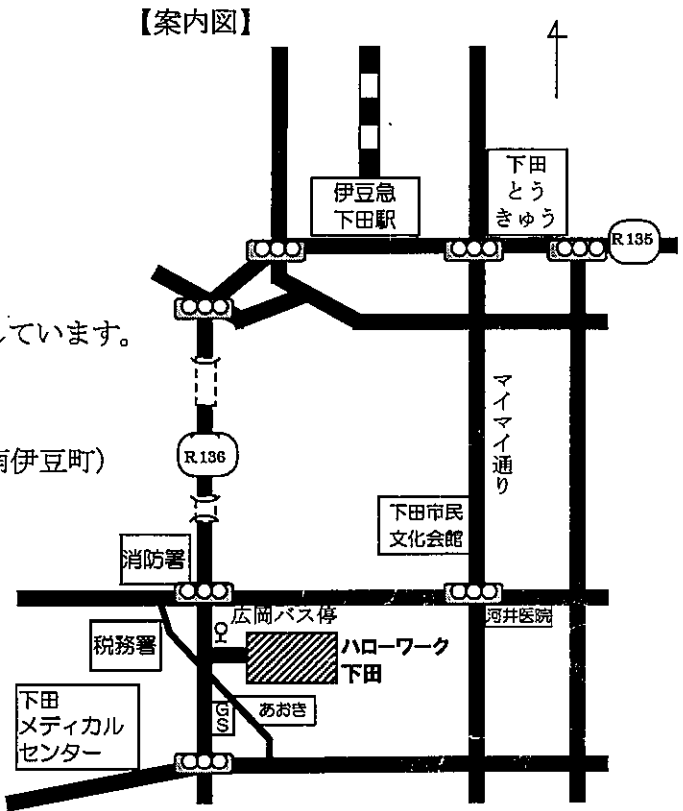 【案内図】
下田
とう
きゅう
伊豆急
下田駅
R135
ています。
マイマイ通り
R136
南伊豆町）
下田市民
文化会館
消防署
広岡バス停
河井医院
税務署
ハローワーク
下田
下田
メディカル
センター
GS
あおき